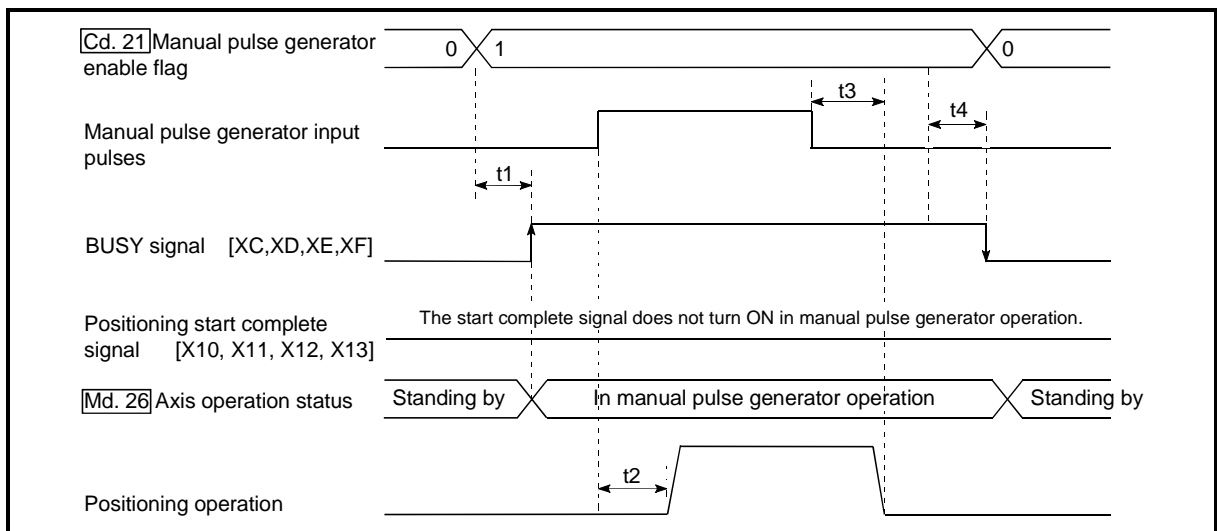 Cd. 21 Manual pulse generator
enable flag
0 1 0
t3
t4
Manual pulse generator input
pulses
t1
BUSY signal [XC,XD,XE,XF]
Positioning start complete
signal [X10, X11, X12, X13]
The start complete signal does not turn ON in manual pulse generator operation.
Md. 26 Axis operation status
Standing by In manual pulse generator operation Standing by
t2
Positioning operation